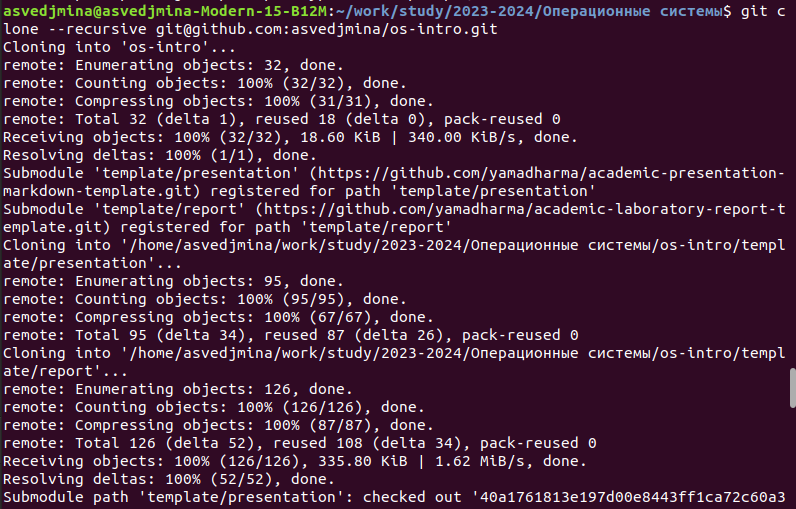 asvedjmina@asvedjmina-Modern-15-B12M:~/work/study/2023-2024/Операционные системы$ git c
lone --recursive git@github.com:asvedjmina/os-intro.git
Cloning into 'os-intro'...
remote: Enumerating objects: 32, done.
remote: Counting objects: 100% (32/32), done.
remote: Compressing objects: 100% (31/31), done.
remote: Total 32 (delta 1), reused 18 (delta 0), pack-reused 0
Receiving objects: 100% (32/32), 18.60 KiB | 340.00 KiB/s, done.
Resolving deltas: 100% (1/1), done.
Submodule 'template/presentation' (https://github.com/yamadharma/academic-presentation-
markdown-template.git) registered for path 'template/presentation'
Submodule 'template/report' (https://github.com/yamadharma/academic-laboratory-report-t
emplate.git) registered for path 'template/report'
Cloning into '/home/asvedjmina/work/study/2023-2024/Операционные системы/os-intro/templ
ate/presentation'...
remote: Enumerating objects: 95, done.
remote: Counting objects: 100% (95/95), done.
remote: Compressing objects: 100% (67/67), done.
remote: Total 95 (delta 34), reused 87 (delta 26), pack-reused 0
Cloning into '/home/asvedjmina/work/study/2023-2024/Операционные системы/os-intro/templ
ate/report'...
remote: Enumerating objects: 126, done.
remote: Counting objects: 100% (126/126), done.
remote: Compressing objects: 100% (87/87), done.
remote: Total 126 (delta 52), reused 108 (delta 34), pack-reused 0
Receiving objects: 100% (126/126), 335.80 KiB | 1.62 MiB/s, done.
Resolving deltas: 100% (52/52), done.
Submodule path 'template/presentation': checked out '40a1761813e197d00e8443ff1ca72c60a3